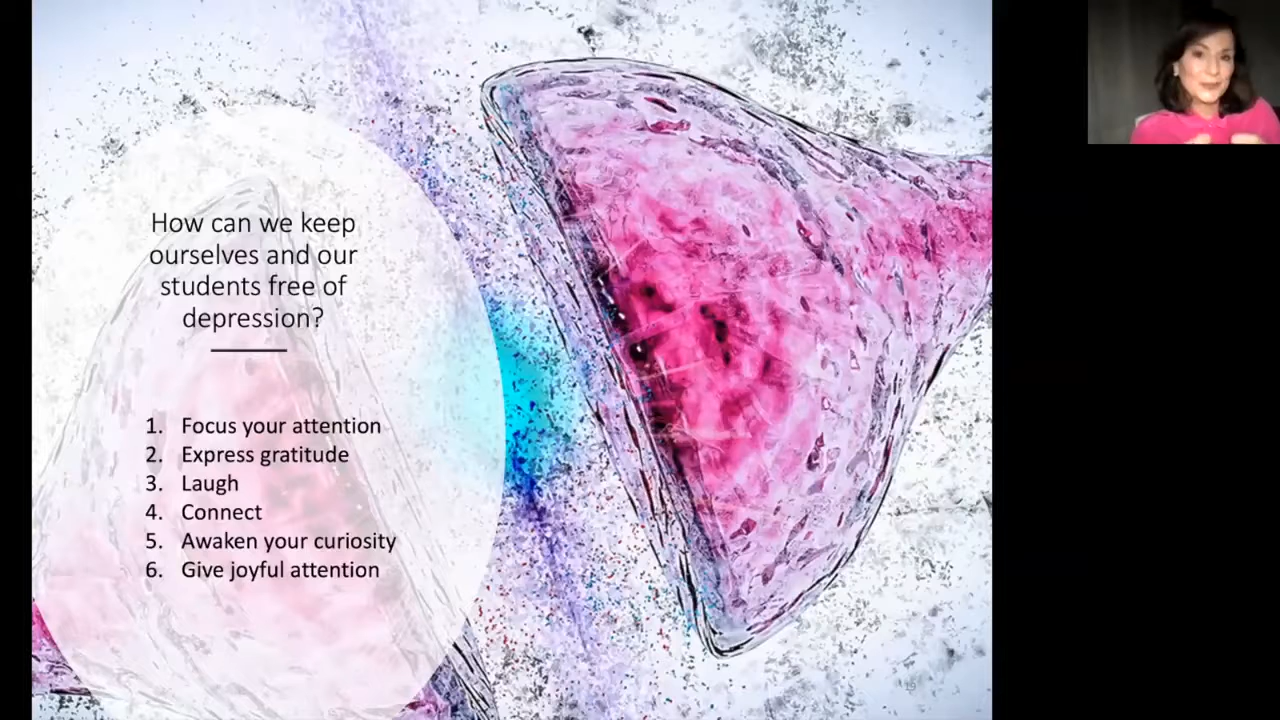 How can we keep
ourselves and our
students free of
depression?
1. Focus your attention
2. Express gratitude
3. Laugh
4. Connect
5. Awaken your curiosity
6. Give joyful attention
19